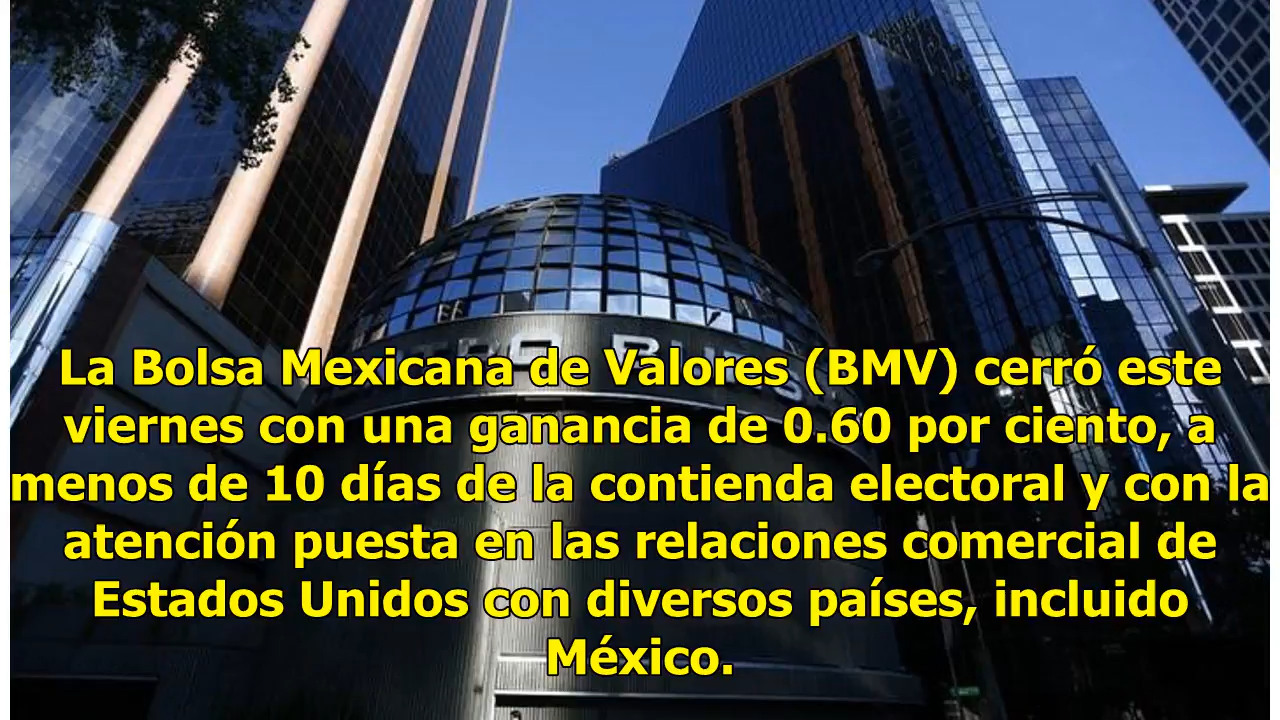 La Bolsa Mexicana de Valores (BMV) cerró este
viernes con una ganancia de 0.60 por ciento, a
menos de 10 días de la contienda electoral y con la
atención puesta en las relaciones comercial de
Estados Unidos con diversos países, incluido
México.